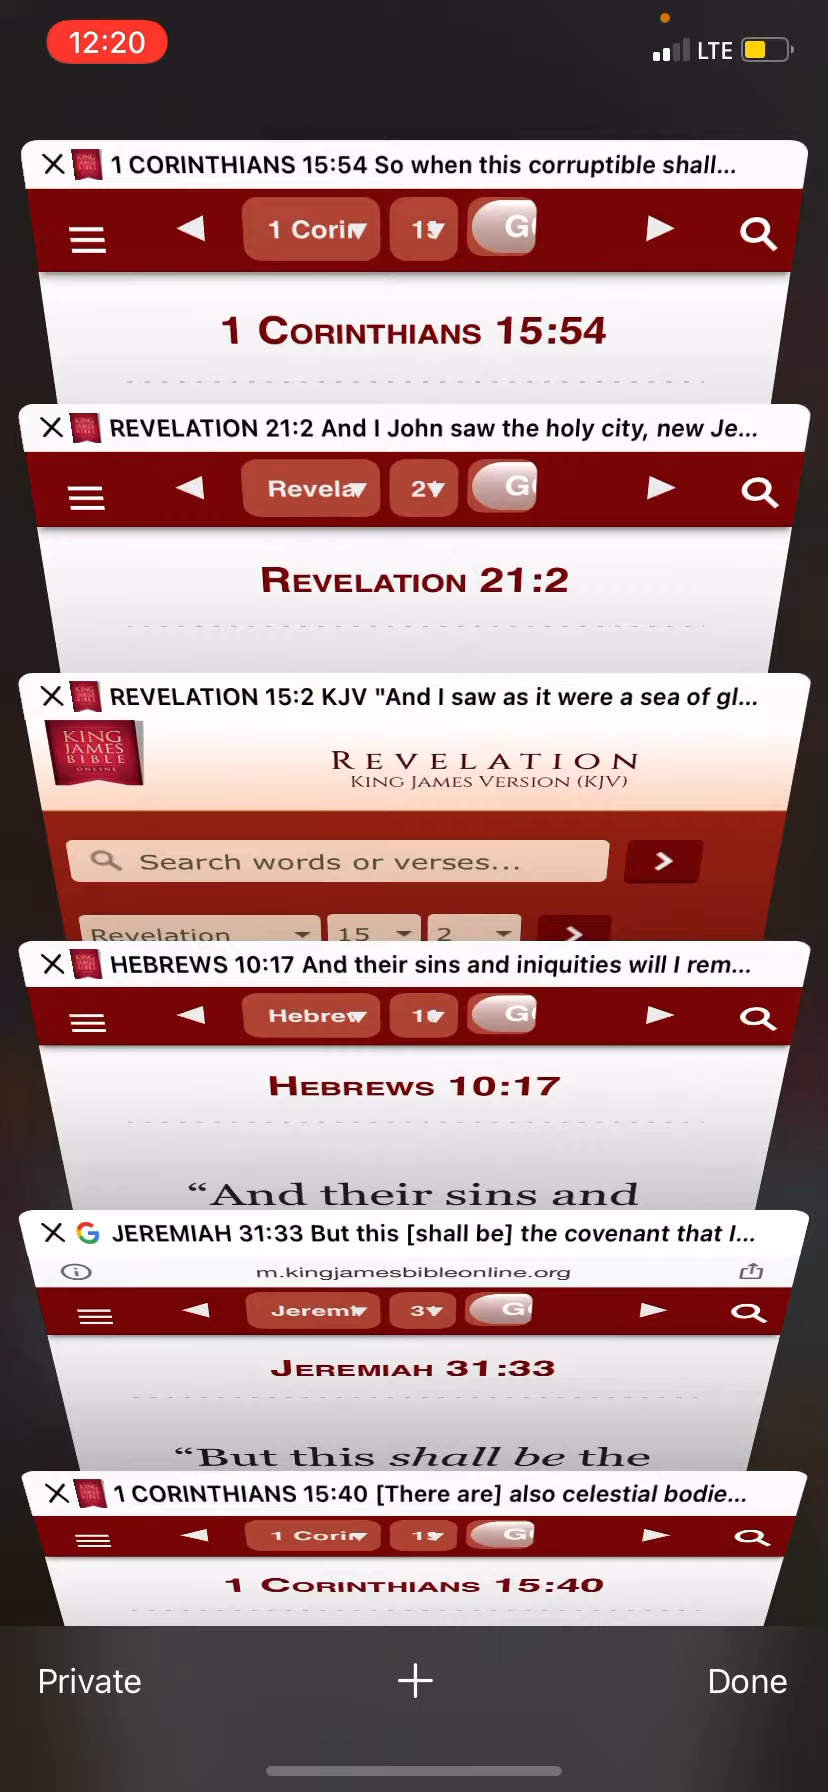 12:20
LTE
1 CORINTHIANS 15:54 So when this corruptible shall...
1 Corin 15 G
1 CORINTHIANS 15:54
REVELATION 21:2 And I John saw the holy city, new Je...
Revela 2 G
REVELATION 21:2
REVELATION 15:2 KJV "And I saw as it were a sea of gl...
KING JAMES BIBLE ONLINE
REVELATION
KING JAMES VERSION (KJV)
Search words or verses...
Revelation 15 2
HEBREWS 10:17 And their sins and iniquities will I rem...
Hebrew 10 G
HEBREWS 10:17
“And their sins and
JEREMIAH 31:33 But this [shall be] the covenant that I...
m.kingjamesbibleonline.org
Jerem 3 G
JEREMIAH 31:33
“But this shall be the
1 CORINTHIANS 15:40 [There are] also celestial bodie...
1 Corin 15 G
1 CORINTHIANS 15:40
Private
Done